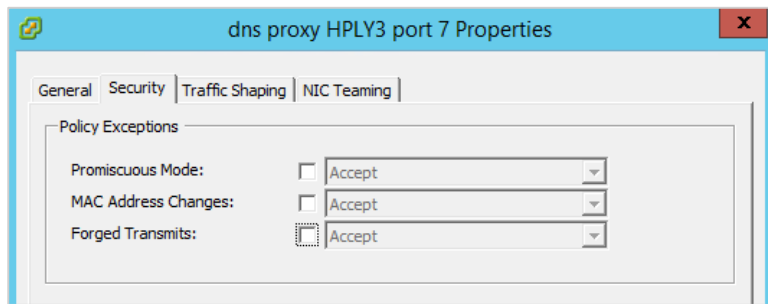 dns proxy HPLY3 port 7 Properties
x
General Security Traffic Shaping NIC Teaming
Policy Exceptions
Promiscuous Mode: Accept
MAC Address Changes: Accept
Forged Transmits: Accept